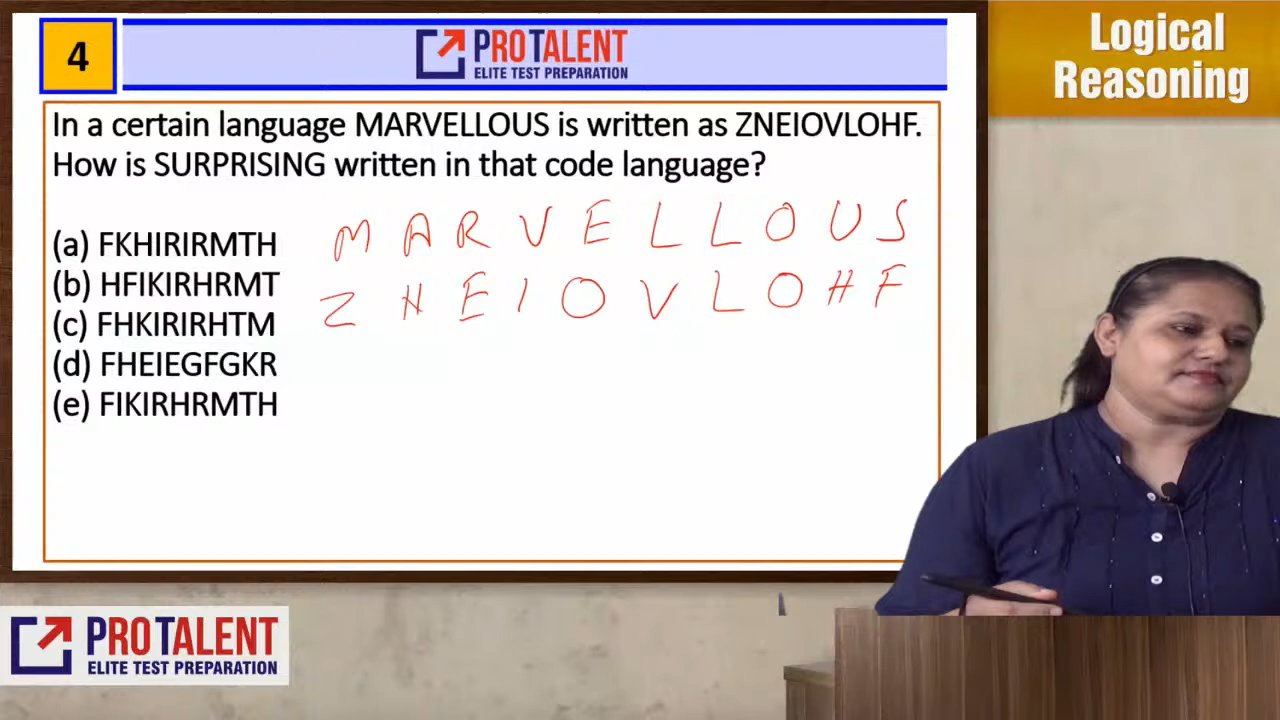 4
PROTALENT
ELITE TEST PREPARATION
Logical
Reasoning
In a certain language MARVELLOUS is written as ZNEIOVLOHF.
How is SURPRISING written in that code language?
(a) FKHIRIRMTH
(b) HFIKIRHRMT
(c) FHKIRIRHTM
(d) FHEIEGFGKR
(e) FIKIRHRMTH
M A R V E L L O U S
Z N E I O V L O H F
PROTALENT
ELITE TEST PREPARATION